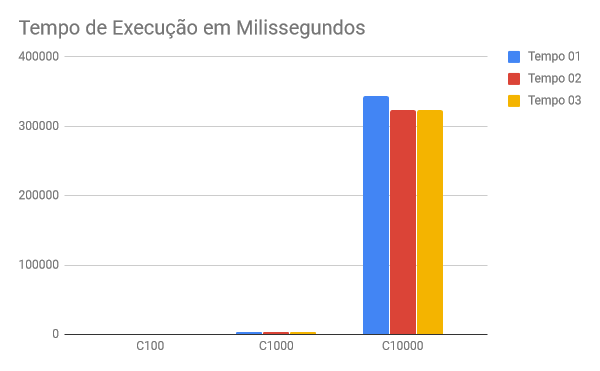 Tempo de Execução em Milissegundos
400000
300000
200000
100000
0
C100
C1000
C10000
Tempo 01
Tempo 02
Tempo 03